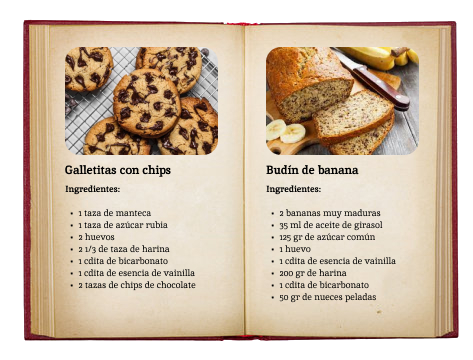 Galletitas con chips
Ingredientes:
• 1 taza de manteca
• 1 taza de azúcar rubia
• 2 huevos
• 2 1/3 de taza de harina
• 1 cdita de bicarbonato
• 1 cdita de esencia de vainilla
• 2 tazas de chips de chocolate
Budín de banana
Ingredientes:
• 2 bananas muy maduras
• 35 ml de aceite de girasol
• 125 gr de azúcar común
• 1 huevo
• 1 cdita de esencia de vainilla
• 200 gr de harina
• 1 cdita de bicarbonato
• 50 gr de nueces peladas